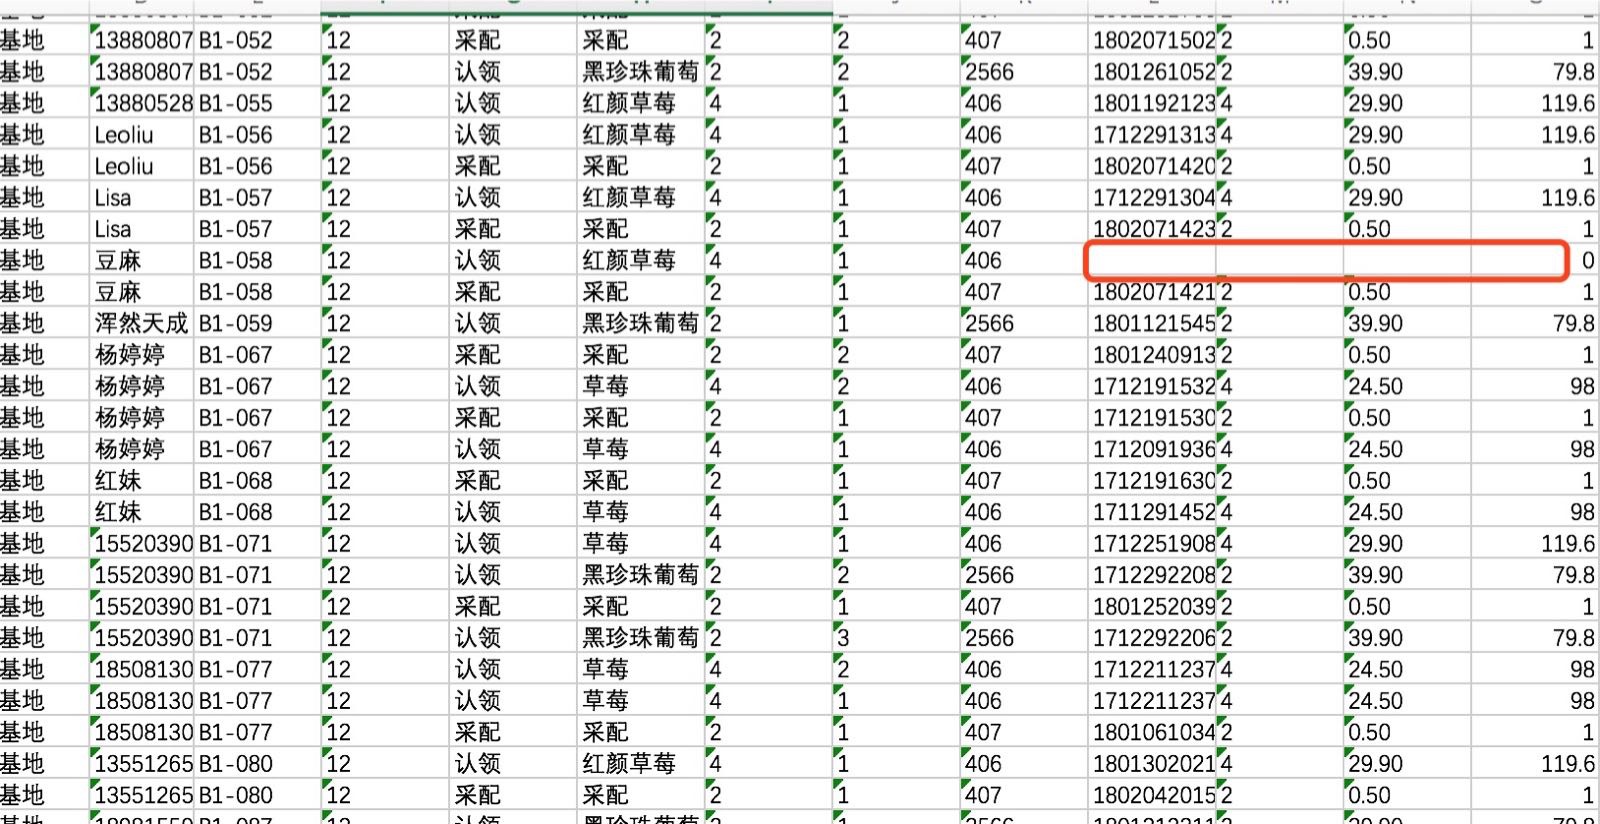 基地 13880807 B1-052 12 采配 采配 2 2 407 1802071502 2 0.50 1
基地 13880807 B1-052 12 认领 黑珍珠葡萄 2 2 2566 1801261052 2 39.90 79.8
基地 13880528 B1-055 12 认领 红颜草莓 4 1 406 1801192123 4 29.90 119.6
基地 Leoliu B1-056 12 认领 红颜草莓 4 1 406 1712291313 4 29.90 119.6
基地 Leoliu B1-056 12 采配 采配 2 1 407 1802071420 2 0.50 1
基地 Lisa B1-057 12 认领 红颜草莓 4 1 406 1712291304 4 29.90 119.6
基地 Lisa B1-057 12 采配 采配 2 1 407 1802071423 2 0.50 1
基地 豆麻 B1-058 12 认领 红颜草莓 4 1 406 0
基地 豆麻 B1-058 12 采配 采配 2 1 407 1802071421 2 0.50 1
基地 浑然天成 B1-059 12 认领 黑珍珠葡萄 2 1 2566 1801121545 2 39.90 79.8
基地 杨婷婷 B1-067 12 采配 采配 2 2 407 1801240913 2 0.50 1
基地 杨婷婷 B1-067 12 认领 草莓 4 2 406 1712191532 4 24.50 98
基地 杨婷婷 B1-067 12 采配 采配 2 1 407 1712191530 2 0.50 1
基地 杨婷婷 B1-067 12 认领 草莓 4 1 406 1712091936 4 24.50 98
基地 红妹 B1-068 12 采配 采配 2 1 407 1712191630 2 0.50 1
基地 红妹 B1-068 12 认领 草莓 4 1 406 1711291452 4 24.50 98
基地 15520390 B1-071 12 认领 草莓 4 1 406 1712251908 4 29.90 119.6
基地 15520390 B1-071 12 认领 黑珍珠葡萄 2 2 2566 1712292208 2 39.90 79.8
基地 15520390 B1-071 12 采配 采配 2 1 407 1801252039 2 0.50 1
基地 15520390 B1-071 12 认领 黑珍珠葡萄 2 3 2566 1712292206 2 39.90 79.8
基地 18508130 B1-077 12 认领 草莓 4 2 406 1712211237 4 24.50 98
基地 18508130 B1-077 12 认领 草莓 4 1 406 1712211237 4 24.50 98
基地 18508130 B1-077 12 采配 采配 2 1 407 1801061034 2 0.50 1
基地 13551265 B1-080 12 认领 红颜草莓 4 1 406 1801302021 4 29.90 119.6
基地 13551265 B1-080 12 采配 采配 2 1 407 1802042015 2 0.50 1